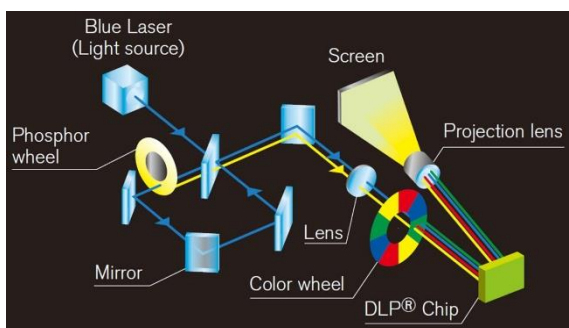 Blue Laser
(Light source)
Screen
Phosphor
wheel
Projection lens
Lens
Mirror
Color wheel
DLP® Chip